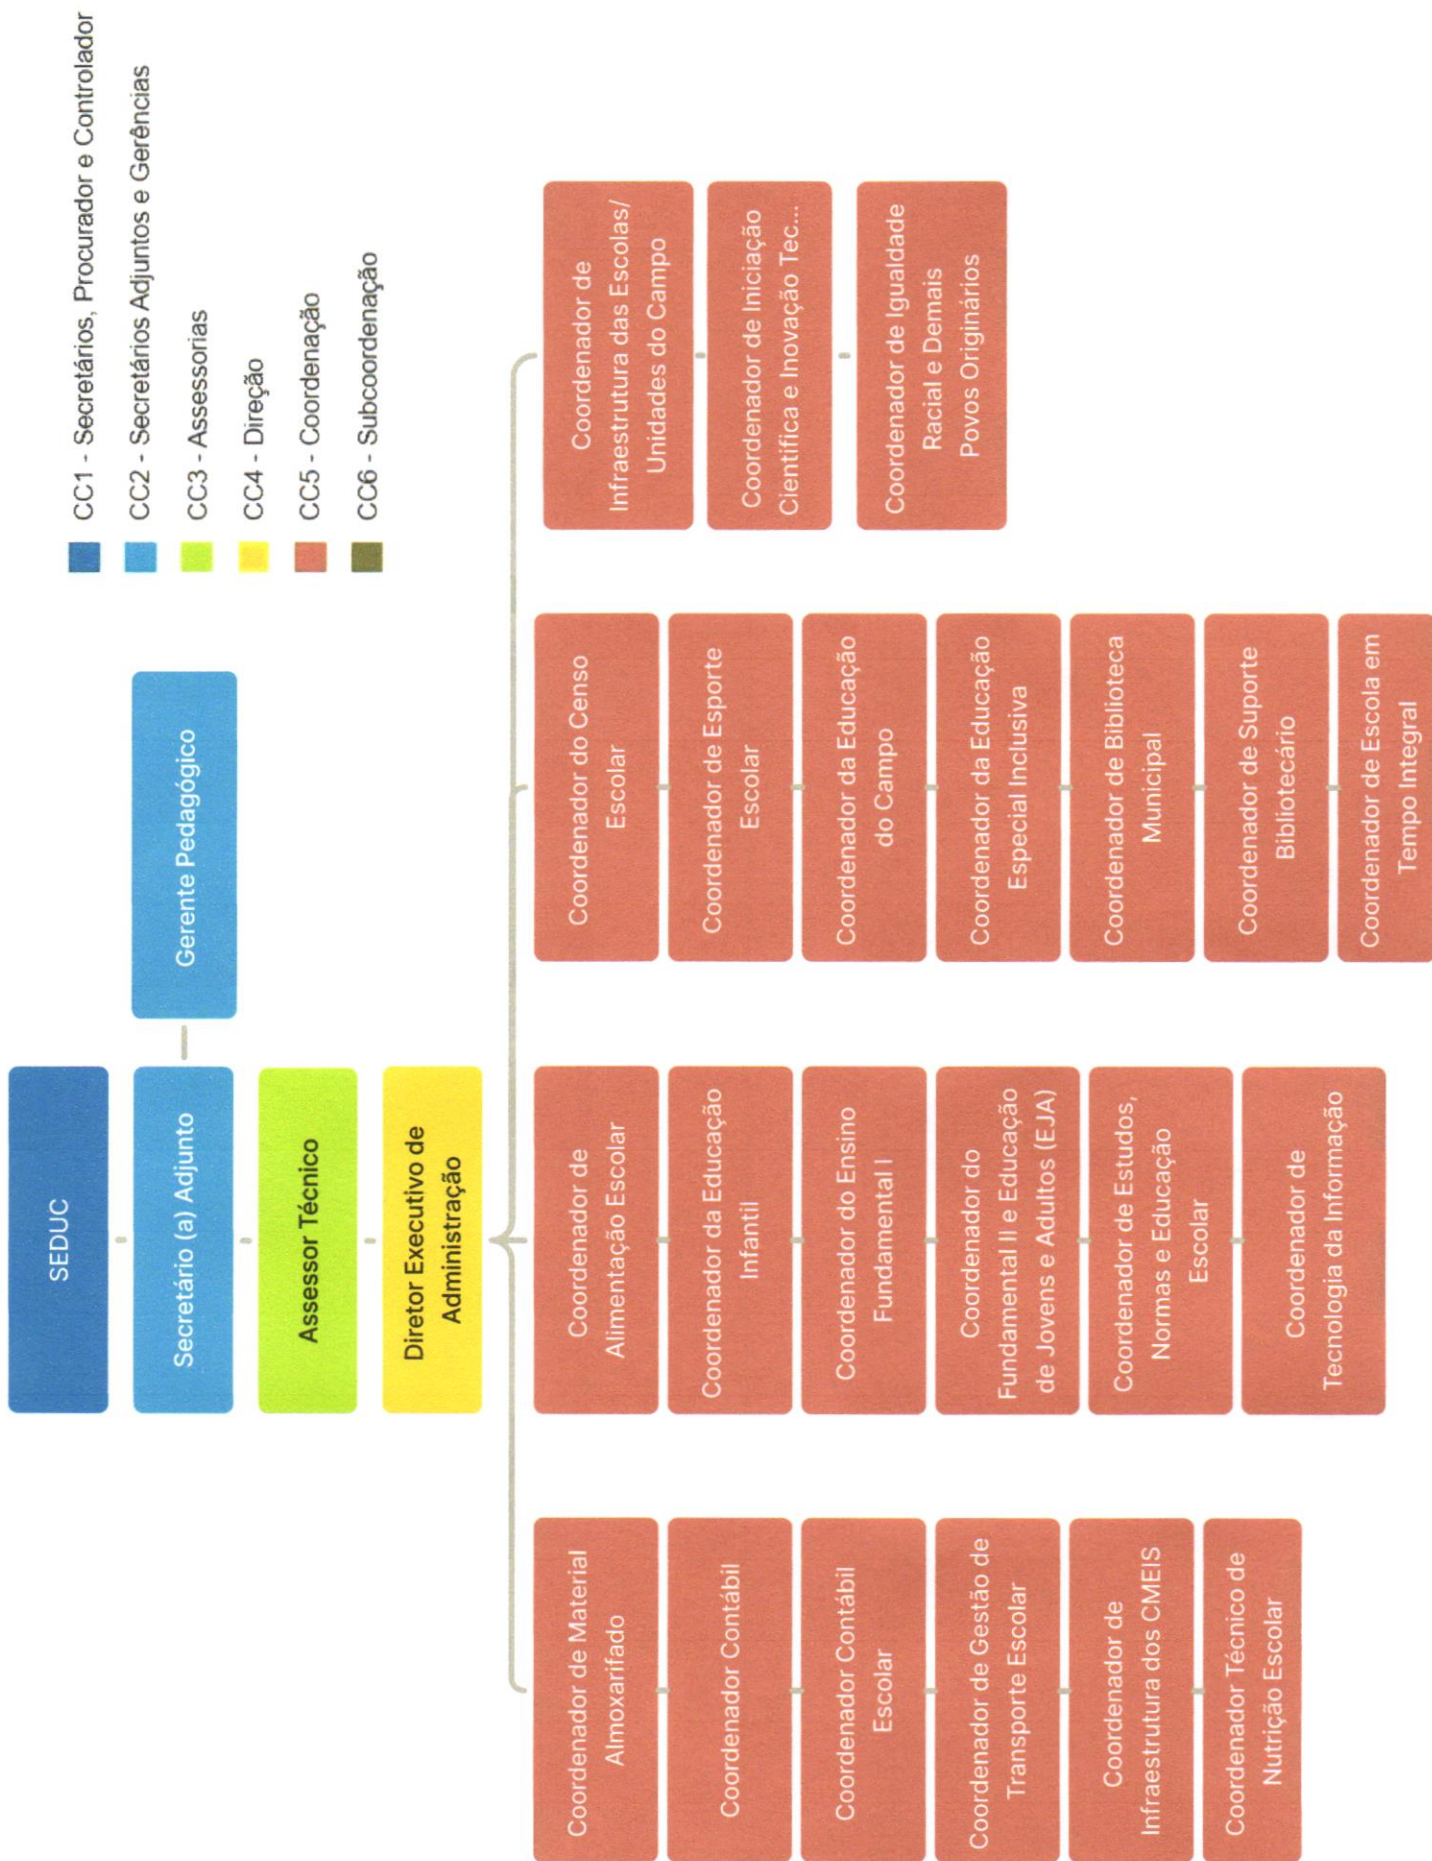 SEDUC
Secretário (a) Adjunto
Gerente Pedagógico
Assessor Técnico
Diretor Executivo de
Administração
CC1 - Secretários, Procurador e Controlador
CC2 - Secretários Adjuntos e Gerências
CC3 - Assessorias
CC4 - Direção
CC5 - Coordenação
CC6 - Subcoordenação
Coordenador de Material
Almoxarifado
Coordenador Contábil
Coordenador Contábil
Escolar
Coordenador de Gestão de
Transporte Escolar
Coordenador de
Infraestrutura dos CMEIS
Coordenador Técnico de
Nutrição Escolar
Coordenador de
Alimentação Escolar
Coordenador da Educação
Infantil
Coordenador do Ensino
Fundamental I
Coordenador do
Fundamental II e Educação
de Jovens e Adultos (EJA)
Coordenador de Estudos,
Normas e Educação
Escolar
Coordenador de
Tecnologia da Informação
Coordenador do Censo
Escolar
Coordenador de Esporte
Escolar
Coordenador da Educação
do Campo
Coordenador da Educação
Especial Inclusiva
Coordenador de Biblioteca
Municipal
Coordenador de Suporte
Bibliotecário
Coordenador de Escola em
Tempo Integral
Coordenador de
Infraestrutura das Escolas/
Unidades do Campo
Coordenador de Iniciação
Científica e Inovação Tec...
Coordenador de Igualdade
Racial e Demais
Povos Originários